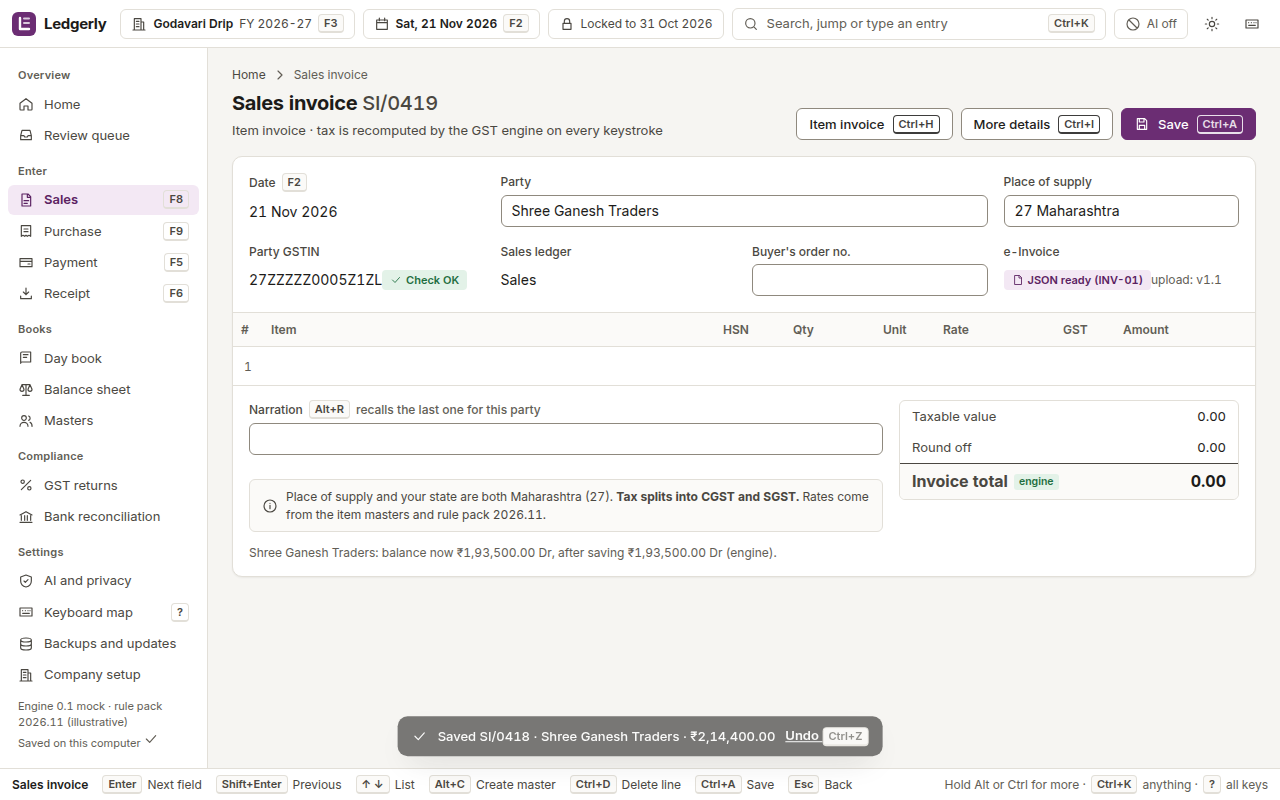 Ledgerly
Godavari Drip FY 2026-27 F3
Sat, 21 Nov 2026 F2
Locked to 31 Oct 2026
Search, jump or type an entry Ctrl+K
AI off
Overview
Home
Review queue
Enter
Sales F8
Purchase F9
Payment F5
Receipt F6
Books
Day book
Balance sheet
Masters
Compliance
GST returns
Bank reconciliation
Settings
AI and privacy
Keyboard map ?
Backups and updates
Company setup
Engine 0.1 mock · rule pack
2026.11 (illustrative)
Saved on this computer
Home > Sales invoice
Sales invoice SI/0419
Item invoice · tax is recomputed by the GST engine on every keystroke
Item invoice Ctrl+H
More details Ctrl+I
Save Ctrl+A
Date F2
21 Nov 2026
Party
Shree Ganesh Traders
Place of supply
27 Maharashtra
Party GSTIN
27ZZZZZ0005Z1ZL Check OK
Sales ledger
Sales
Buyer's order no.
e-Invoice
JSON ready (INV-01) upload: v1.1
# Item HSN Qty Unit Rate GST Amount
1
Narration Alt+R recalls the last one for this party
Taxable value 0.00
Round off 0.00
Invoice total engine 0.00
Place of supply and your state are both Maharashtra (27). Tax splits into CGST and SGST. Rates come
from the item masters and rule pack 2026.11.
Shree Ganesh Traders: balance now ₹1,93,500.00 Dr, after saving ₹1,93,500.00 Dr (engine).
Saved SI/0418 · Shree Ganesh Traders · ₹2,14,400.00 Undo Ctrl+Z
Sales invoice Enter Next field Shift+Enter Previous ↑↓ List Alt+C Create master Ctrl+D Delete line Ctrl+A Save Esc Back Hold Alt or Ctrl for more · Ctrl+K anything · ? all keys